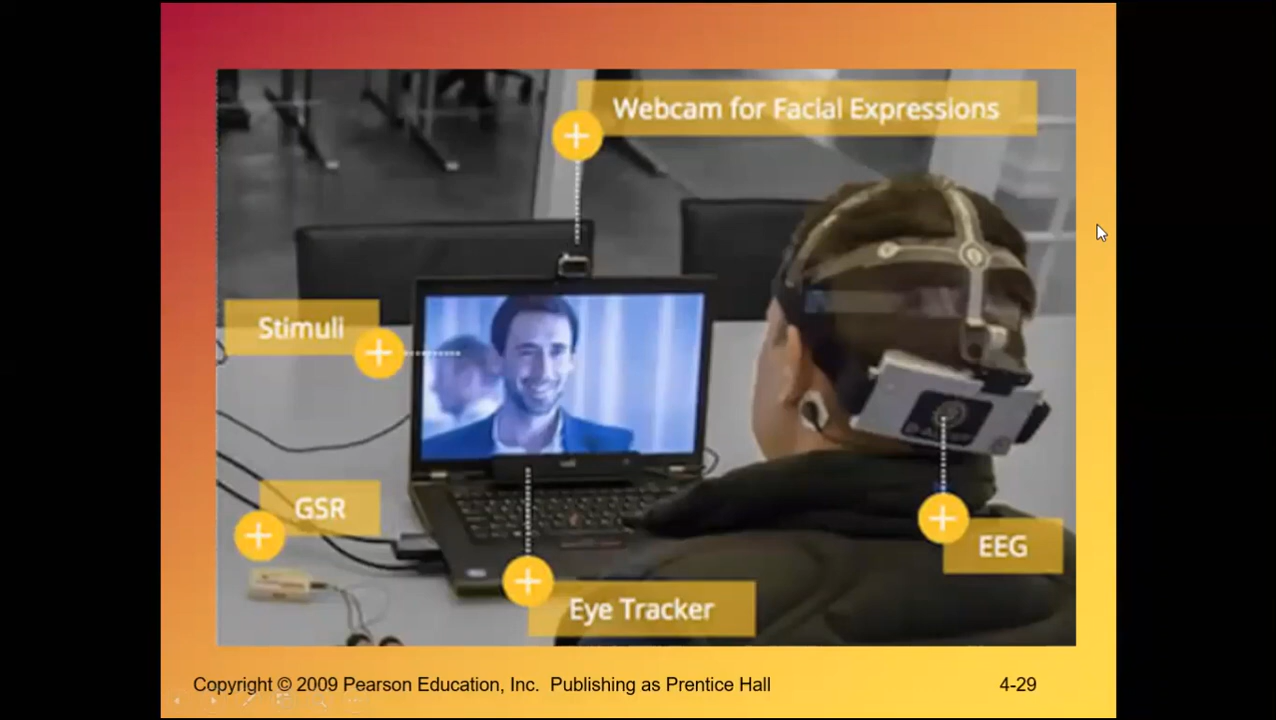 Webcam for Facial Expressions
Stimuli
GSR
EEG
Eye Tracker
Copyright © 2009 Pearson Education, Inc. Publishing as Prentice Hall
4-29